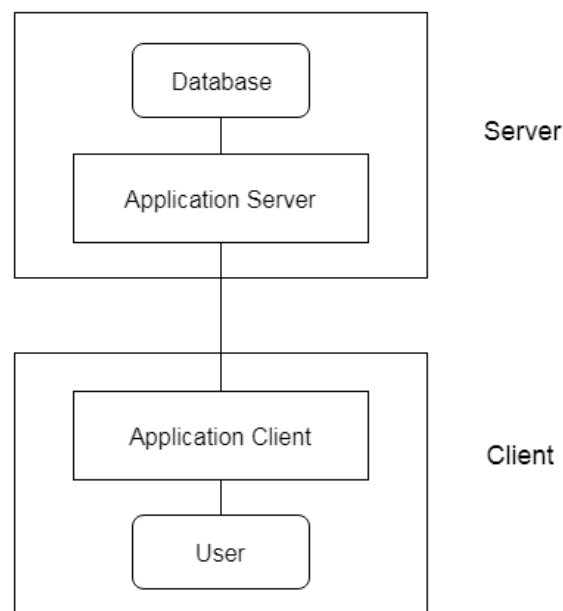 Database
Server
Application Server
Application Client
Client
User